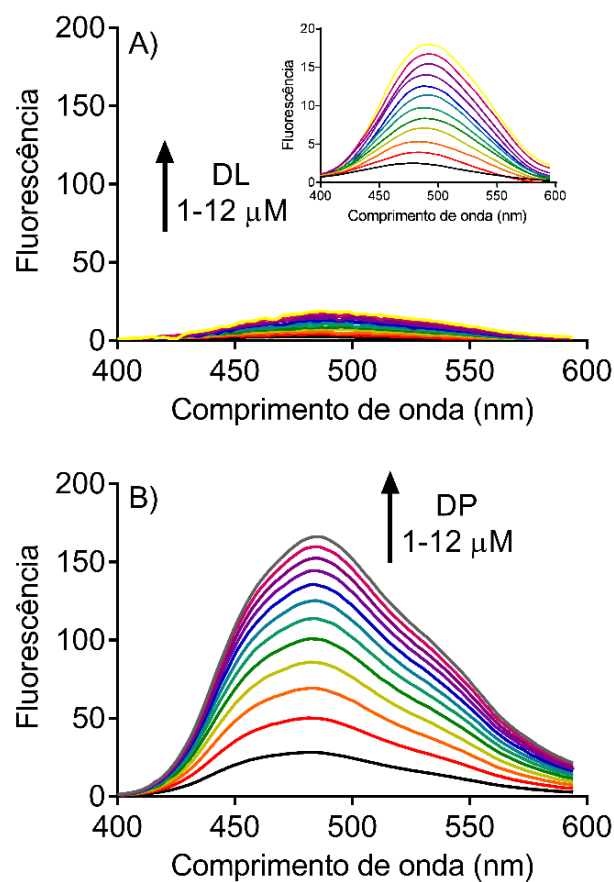 A)
Fluorescência
200
150
100
50
0
DL
1-12 μM
400 450 500 550 600
Comprimento de onda (nm)
Fluorescência
20
15
10
5
0
400 450 500 550 600
Comprimento de onda (nm)
B)
Fluorescência
200
150
100
50
0
DP
1-12 μM
400 450 500 550 600
Comprimento de onda (nm)